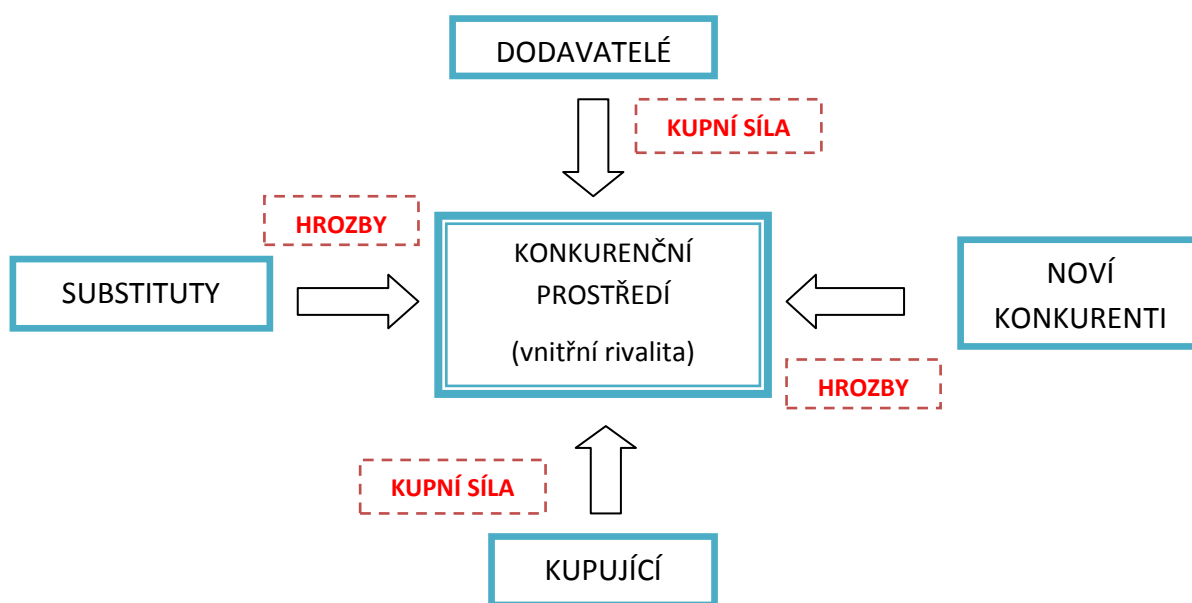 DODAVATELÉ
KUPNÍ SÍLA
HROZBY
SUBSTITUTY
KONKURENČNÍ
PROSTŘEDÍ
(vnitřní rivalita)
NOVÍ
KONKURENTI
HROZBY
KUPNÍ SÍLA
KUPUJÍCÍ